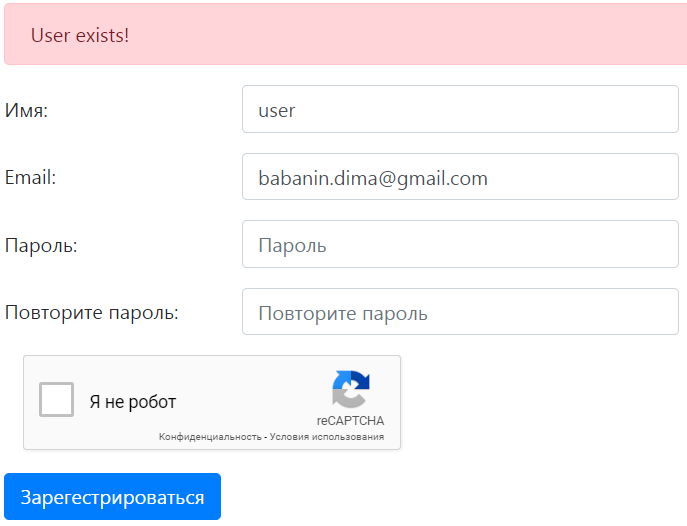 User exists!
Имя: user
Email: babanin.dima@gmail.com
Пароль: Пароль
Повторите пароль: Повторите пароль
Я не робот
reCAPTCHA
Конфиденциальность - Условия использования
Зарегестрироваться